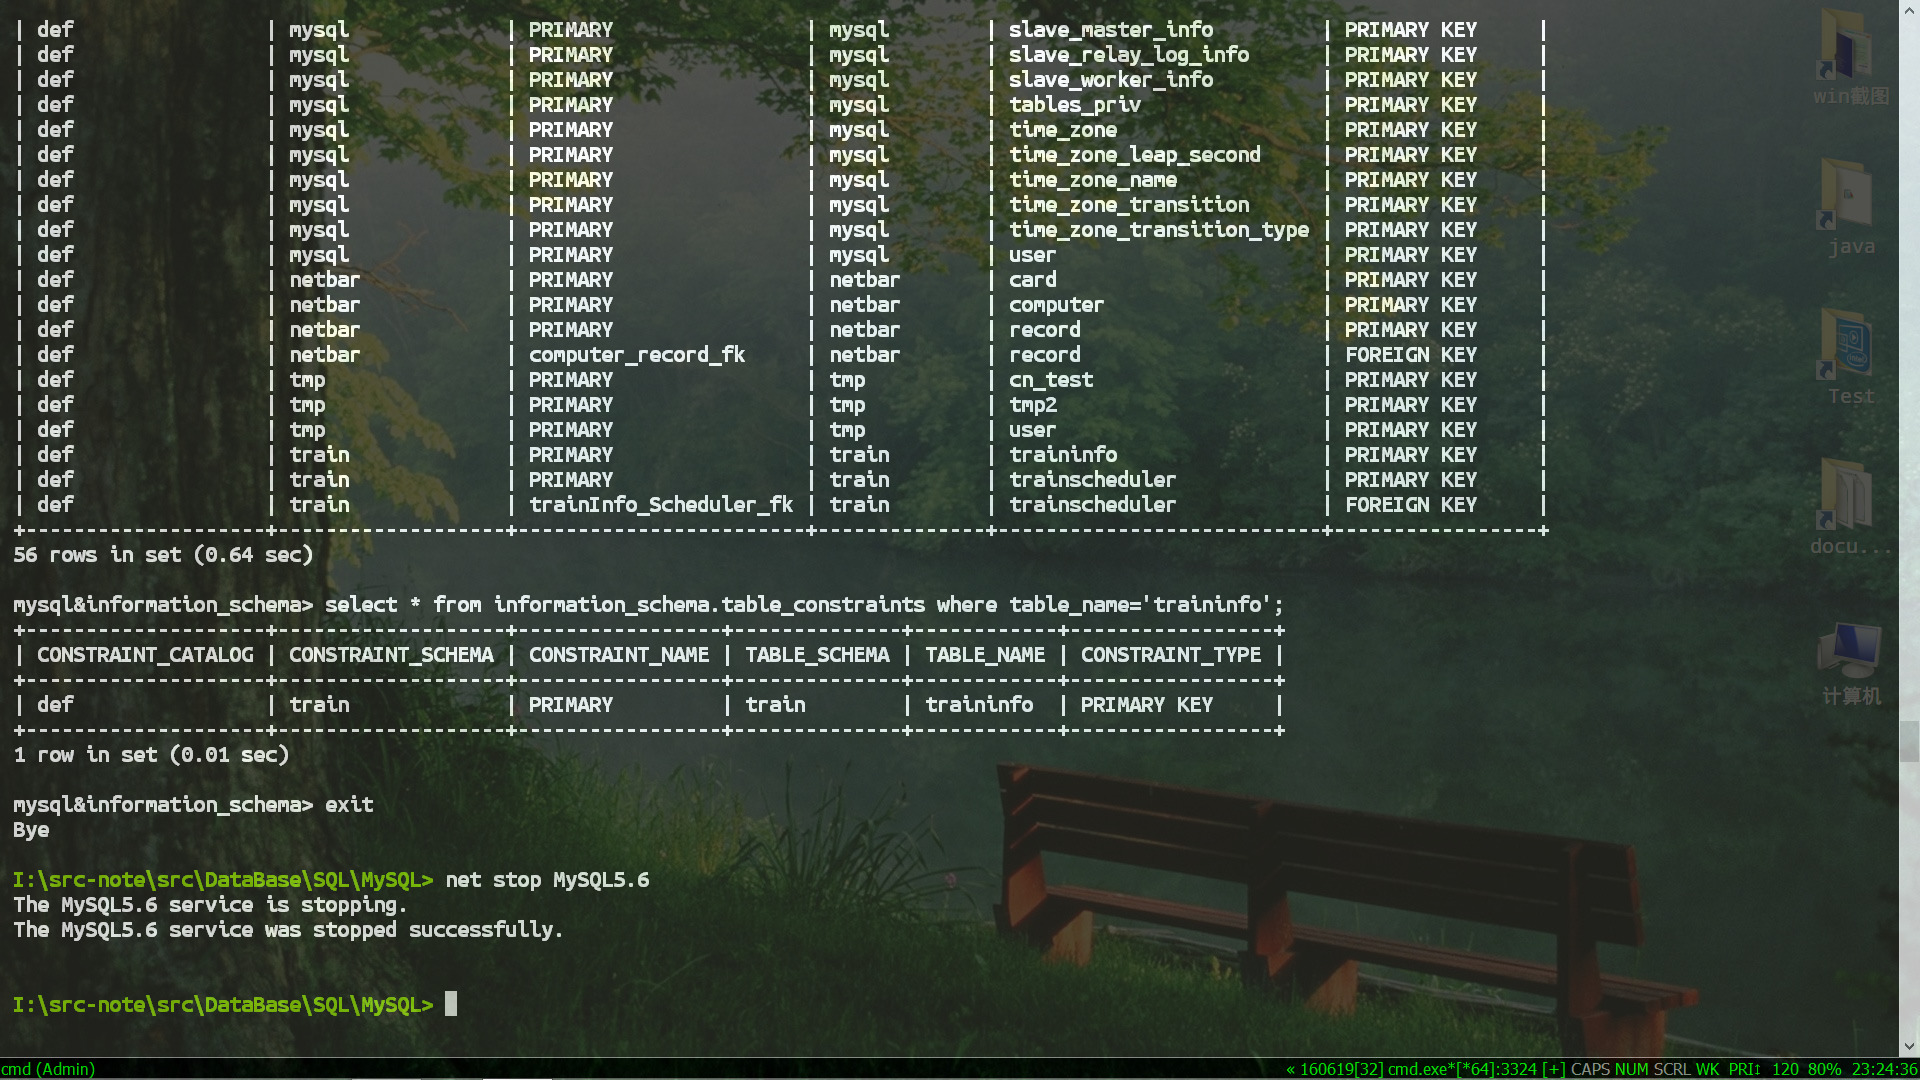 | def | mysql | PRIMARY | mysql | slave_master_info | PRIMARY KEY |
| def | mysql | PRIMARY | mysql | slave_relay_log_info | PRIMARY KEY |
| def | mysql | PRIMARY | mysql | slave_worker_info | PRIMARY KEY |
| def | mysql | PRIMARY | mysql | tables_priv | PRIMARY KEY |
| def | mysql | PRIMARY | mysql | time_zone | PRIMARY KEY |
| def | mysql | PRIMARY | mysql | time_zone_leap_second | PRIMARY KEY |
| def | mysql | PRIMARY | mysql | time_zone_name | PRIMARY KEY |
| def | mysql | PRIMARY | mysql | time_zone_transition | PRIMARY KEY |
| def | mysql | PRIMARY | mysql | time_zone_transition_type | PRIMARY KEY |
| def | mysql | PRIMARY | mysql | user | PRIMARY KEY |
| def | netbar | PRIMARY | netbar | card | PRIMARY KEY |
| def | netbar | PRIMARY | netbar | computer | PRIMARY KEY |
| def | netbar | PRIMARY | netbar | record | PRIMARY KEY |
| def | netbar | computer_record_fk | netbar | record | FOREIGN KEY |
| def | tmp | PRIMARY | tmp | cn_test | PRIMARY KEY |
| def | tmp | PRIMARY | tmp | tmp2 | PRIMARY KEY |
| def | tmp | PRIMARY | tmp | user | PRIMARY KEY |
| def | train | PRIMARY | train | traininfo | PRIMARY KEY |
| def | train | PRIMARY | train | trainscheduler | PRIMARY KEY |
| def | train | trainInfo_Scheduler_fk | train | trainscheduler | FOREIGN KEY |
+--------------------+-------------------+------------------------+--------------+---------------------------+-----------------+
56 rows in set (0.64 sec)
mysql&information_schema> select * from information_schema.table_constraints where table_name='traininfo';
+--------------------+-------------------+-----------------+--------------+------------+-----------------+
| CONSTRAINT_CATALOG | CONSTRAINT_SCHEMA | CONSTRAINT_NAME | TABLE_SCHEMA | TABLE_NAME | CONSTRAINT_TYPE |
+--------------------+-------------------+-----------------+--------------+------------+-----------------+
| def | train | PRIMARY | train | traininfo | PRIMARY KEY |
+--------------------+-------------------+-----------------+--------------+------------+-----------------+
1 row in set (0.01 sec)
mysql&information_schema> exit
Bye
I:\src-note\src\DataBase\SQL\MySQL> net stop MySQL5.6
The MySQL5.6 service is stopping.
The MySQL5.6 service was stopped successfully.
I:\src-note\src\DataBase\SQL\MySQL>
win截图
java
Test
docu...
计算机
cmd (Admin)
« 160619[32] cmd.exe*[*64]:3324 [+] CAPS NUM SCRL WK PRI↕ 120 80% 23:24:36